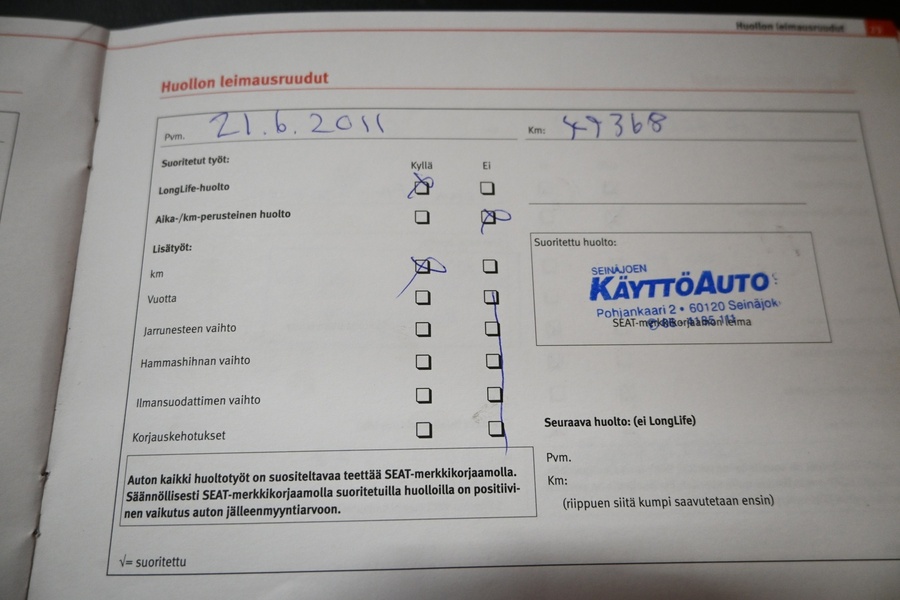 Huollon leimausruudut
Huollon leimausruudut
Pvm. 21.6.2011 Km:
Suoritetut työt:
Kyllä Ei
LongLife-huolto
Aika-/km-perusteinen huolto
Lisätyöt:
km
Vuotta
Jarrunesteen vaihto
Hammashihnan vaihto
Ilmansuodattimen vaihto
Korjauskehotukset
Auton kaikki huoltotyöt on suositeltavaa teettää SEAT-merkkikorjaamolla.
Säännöllisesti SEAT-merkkikorjaamolla suoritetuilla huolloilla on positiivi-
nen vaikutus auton jälleenmyyntiarvoon.
√= suoritettu
Suoritettu huolto:
SEINÄJOEN
KÄYTTÖAUTO
Pohjankaari 2 • 60120 Seinäjok
SEAT-merkkikorjaamon leima
Seuraava huolto: (ei LongLife)
Pvm.
Km:
(riippuen siitä kumpi saavutetaan ensin)